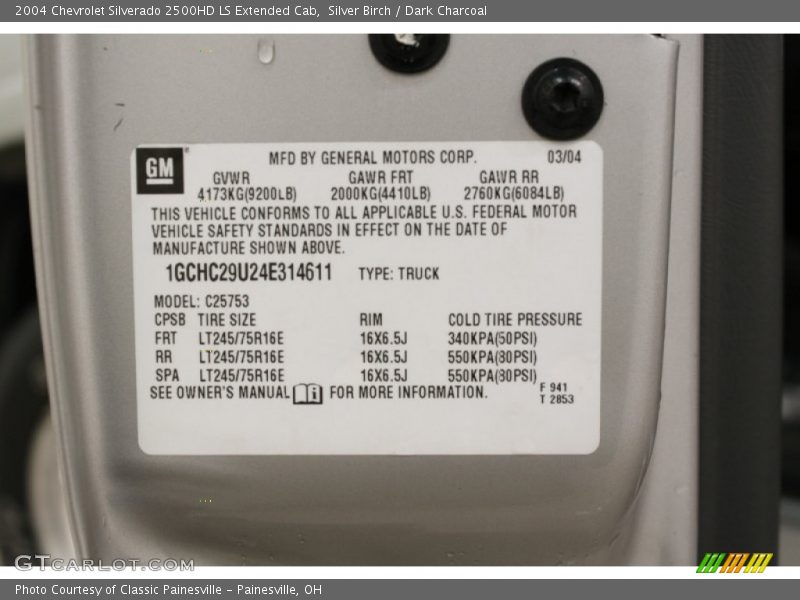 2004 Chevrolet Silverado 2500HD LS Extended Cab,  Silver Birch / Dark Charcoal
GM
MFD BY GENERAL MOTORS CORP. 03/04
GVWR GAWR FRT GAWR RR
4173KG(9200LB) 2000KG(4410LB) 2760KG(6084LB)
THIS VEHICLE CONFORMS TO ALL APPLICABLE U.S. FEDERAL MOTOR
VEHICLE SAFETY STANDARDS IN EFFECT ON THE DATE OF
MANUFACTURE SHOWN ABOVE.
1GCHC29U24E314611 TYPE: TRUCK
MODEL: C25753
CPSB TIRE SIZE RIM COLD TIRE PRESSURE
FRT LT245/75R16E 16X6.5J 340KPA(50PSI)
RR LT245/75R16E 16X6.5J 550KPA(80PSI)
SPA LT245/75R16E 16X6.5J 550KPA(80PSI)
SEE OWNER'S MANUAL FOR MORE INFORMATION.
F 941
T 2853
GTCARLOT.COM
Photo Courtesy of Classic Painesville - Painesville, OH